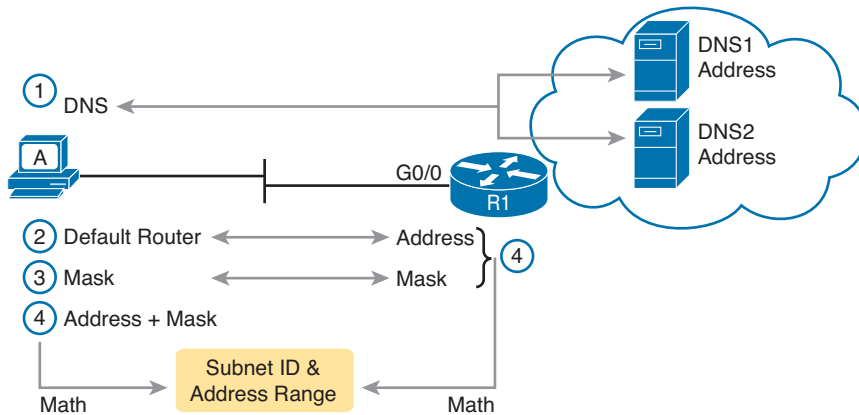 DNS1
Address
1 DNS
DNS2
Address
A
G0/0
R1
2 Default Router
Address
4
3 Mask
Mask
4 Address + Mask
Subnet ID &
Address Range
Math
Math